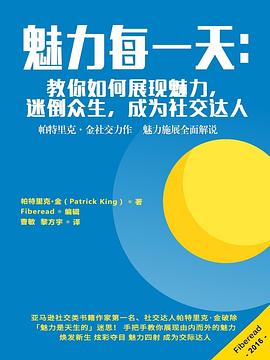 魅力每一天:
教你如何展现魅力，
迷倒众生，成为社交达人
帕特里克·金社交力作 魅力施展全面解说
帕特里克·金（Patrick King）* 著
Fiberead * 编辑
曹敏 黎方宇 * 译
亚马逊社交类书籍作家第一名、社交达人帕特里克·金破除
「魅力是天生的」迷思！ 手把手教你展现由内而外的魅力
焕发新生 炫彩夺目 魅力四射 成为交际达人
Fiberead
· 2016